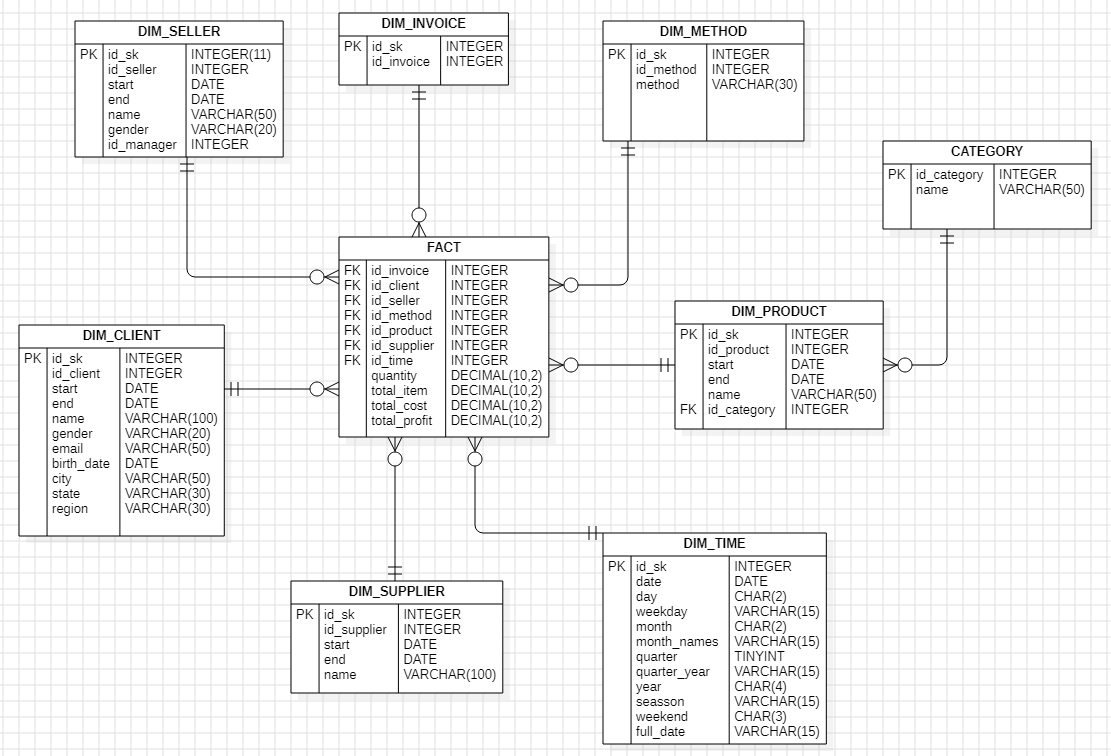 DIM_SELLER
PK id_sk INTEGER(11)
id_seller INTEGER
start DATE
end DATE
name VARCHAR(50)
gender VARCHAR(20)
id_manager INTEGER
DIM_INVOICE
PK id_sk INTEGER
id_invoice INTEGER
DIM_METHOD
PK id_sk INTEGER
id_method INTEGER
method VARCHAR(30)
CATEGORY
PK id_category INTEGER
name VARCHAR(50)
FACT
FK id_invoice INTEGER
FK id_client INTEGER
FK id_seller INTEGER
FK id_method INTEGER
FK id_product INTEGER
FK id_supplier INTEGER
FK id_time INTEGER
quantity DECIMAL(10,2)
total_item DECIMAL(10,2)
total_cost DECIMAL(10,2)
total_profit DECIMAL(10,2)
DIM_PRODUCT
PK id_sk INTEGER
id_product INTEGER
start DATE
end DATE
name VARCHAR(50)
FK id_category INTEGER
DIM_CLIENT
PK id_sk INTEGER
id_client INTEGER
start DATE
end DATE
name VARCHAR(100)
gender VARCHAR(20)
email VARCHAR(50)
birth_date DATE
city VARCHAR(50)
state VARCHAR(30)
region VARCHAR(30)
DIM_SUPPLIER
PK id_sk INTEGER
id_supplier INTEGER
start DATE
end DATE
name VARCHAR(100)
DIM_TIME
PK id_sk INTEGER
date DATE
day CHAR(2)
weekday VARCHAR(15)
month CHAR(2)
month_names VARCHAR(15)
quarter TINYINT
quarter_year VARCHAR(15)
year CHAR(4)
seasson VARCHAR(15)
weekend CHAR(3)
full_date VARCHAR(15)